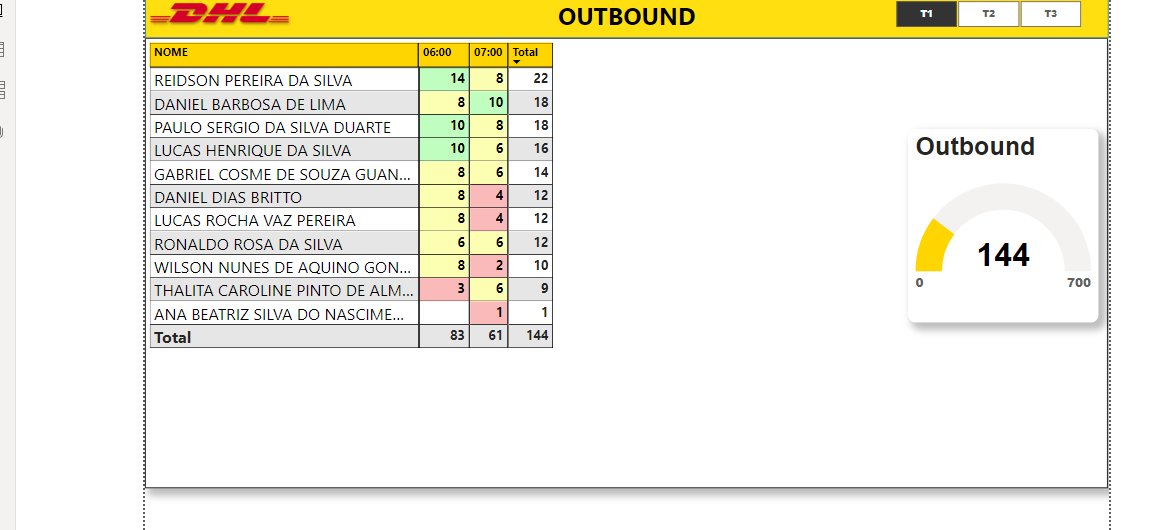 DHL
OUTBOUND
T1 T2 T3
NOME 06:00 07:00 Total
REIDSON PEREIRA DA SILVA 14 8 22
DANIEL BARBOSA DE LIMA 8 10 18
PAULO SERGIO DA SILVA DUARTE 10 8 18
LUCAS HENRIQUE DA SILVA 10 6 16
GABRIEL COSME DE SOUZA GUAN... 8 6 14
DANIEL DIAS BRITTO 8 4 12
LUCAS ROCHA VAZ PEREIRA 8 4 12
RONALDO ROSA DA SILVA 6 6 12
WILSON NUNES DE AQUINO GON... 8 2 10
THALITA CAROLINE PINTO DE ALM... 3 6 9
ANA BEATRIZ SILVA DO NASCIME... 1 1
Total 83 61 144
Outbound
144
0 700